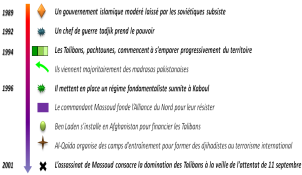 1989 Un gouvernement islamique modéré laissé par les soviétiques subsiste
1992 Un chef de guerre tadjik prend le pouvoir
1994 Les Talibans, pachtounes, commencent à s'emparer progressivement du territoire
Ils viennent majoritairement des madrasas pakistanaises
1996 Il mettent en place un régime fondamentaliste sunnite à Kaboul
Le commandant Massoud fonde l'Alliance du Nord pour leur résister
Ben Laden s'installe en Afghanistan pour financer les Talibans
Al-Qaida organise des camps d'entraînement pour former des djihadistes au terrorisme international
2001 L'assassinat de Massoud consacre la domination des Talibans à la veille de l'attentat de 11 septembre